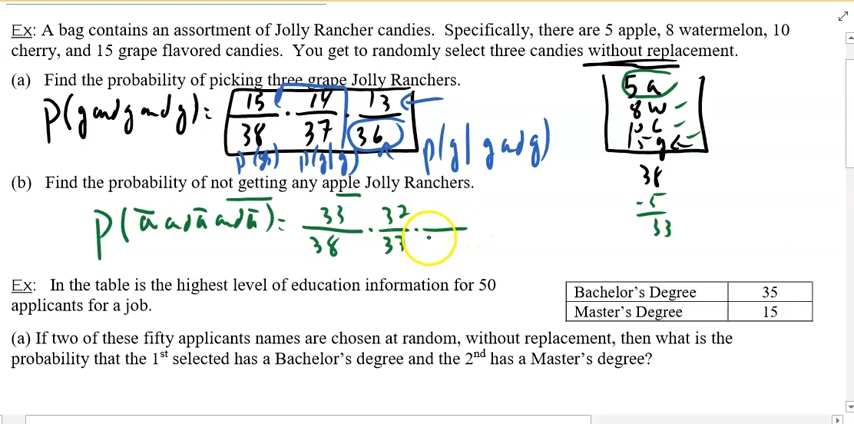 Ex: A bag contains an assortment of Jolly Rancher candies. Specifically, there are 5 apple, 8 watermelon, 10
cherry, and 15 grape flavored candies. You get to randomly select three candies without replacement.
(a) Find the probability of picking three grape Jolly Ranchers.
P(g and g and g) = 15/38 · 14/37 · 13/36
P(g) P(g|g) P(g| g and g)
5a
8w
10c
15g
38
-5
33
(b) Find the probability of not getting any apple Jolly Ranchers.
P(ā and ā and ā) = 33/38 · 32/37 ·
Ex: In the table is the highest level of education information for 50
applicants for a job.
Bachelor's Degree 35
Master's Degree 15
(a) If two of these fifty applicants names are chosen at random, without replacement, then what is the
probability that the 1st selected has a Bachelor's degree and the 2nd has a Master's degree?